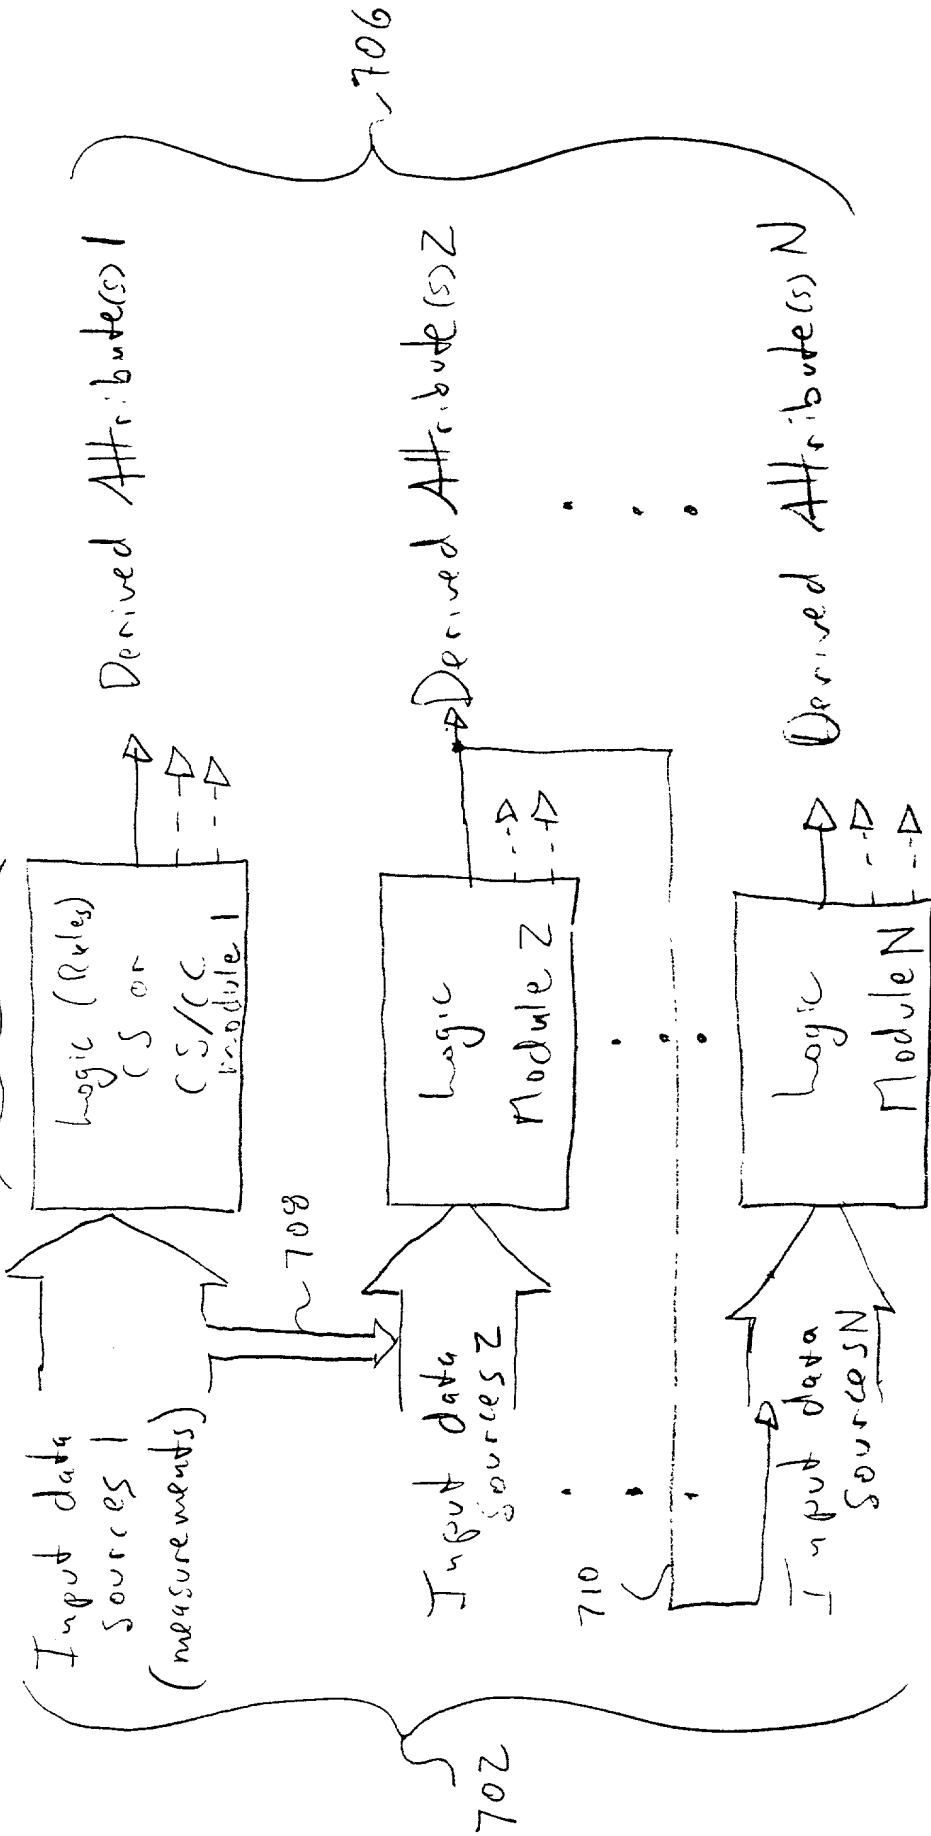 Input data
Sources 1
(measurements)
Logic (Rules)
CS or
CS/CC
module 1
Derived Attribute(s) 1
706
708
Input data
Sources 2
Logic
Module 2
Derived Attribute(s) 2
710
702
Input data
Sources N
Logic
Module N
Derived Attribute(s) N